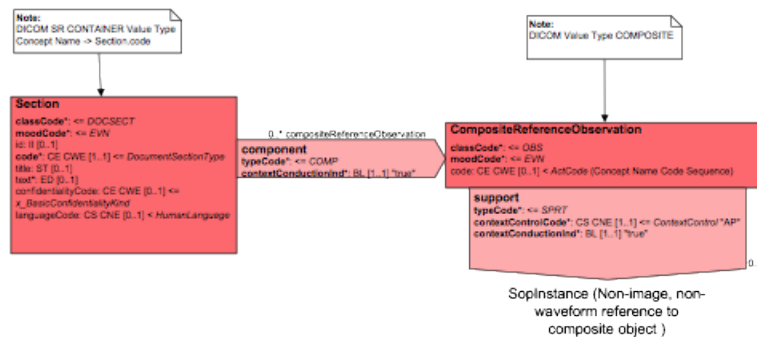 Note:
DICOM SR CONTAINER Value Type
Concept Name -> Section.code
Note:
DICOM Value Type COMPOSITE
Section
classCode*: <= DOCSECT
moodCode*: <= EVN
id: II [0..1]
code*: CE CWE [1..1] <= DocumentSectionType
title: ST [0..1]
text*: ED [0..1]
confidentialityCode: CE CWE [0..1] <=
x_BasicConfidentialityKind
languageCode: CS CNE [0..1] < HumanLanguage
0..* compositeReferenceObservation
component
typeCode*: <= COMP
contextConductionInd*: BL [1..1] "true"
CompositeReferenceObservation
classCode*: <= OBS
moodCode*: <= EVN
code: CE CWE [0..1] < ActCode (Concept Name Code Sequence)
support
typeCode*: <= SPRT
contextControlCode*: CS CNE [1..1] <= ContextControl "AP"
contextConductionInd*: BL [1..1] "true"
0..
SopInstance (Non-image, non-
waveform reference to
composite object )